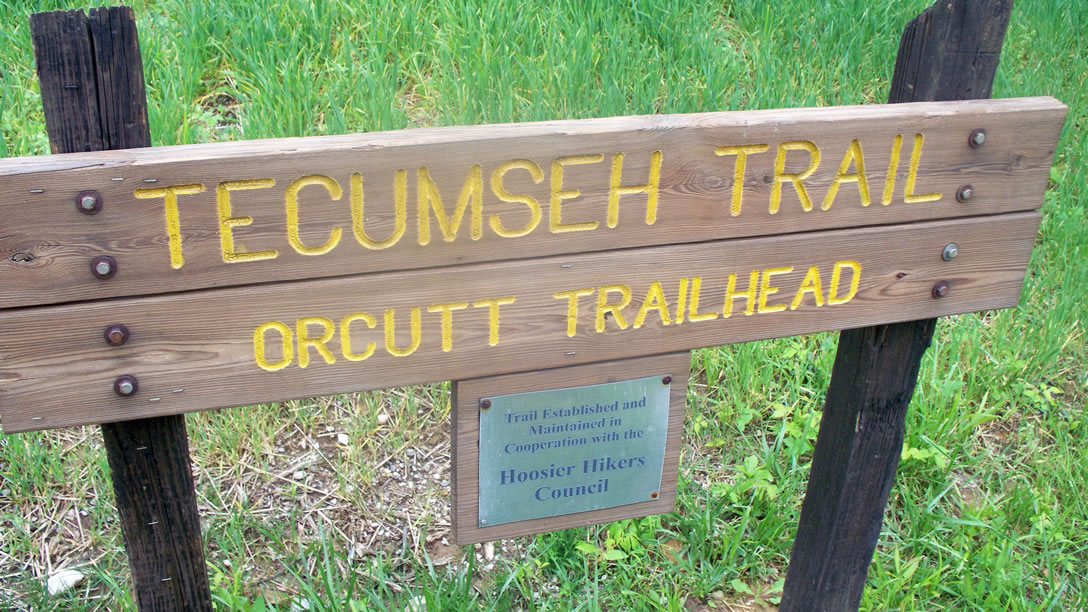 TECUMSEH TRAIL
ORCUTT TRAILHEAD
Trail Established and
Maintained in
Cooperation with the
Hoosier Hikers
Council